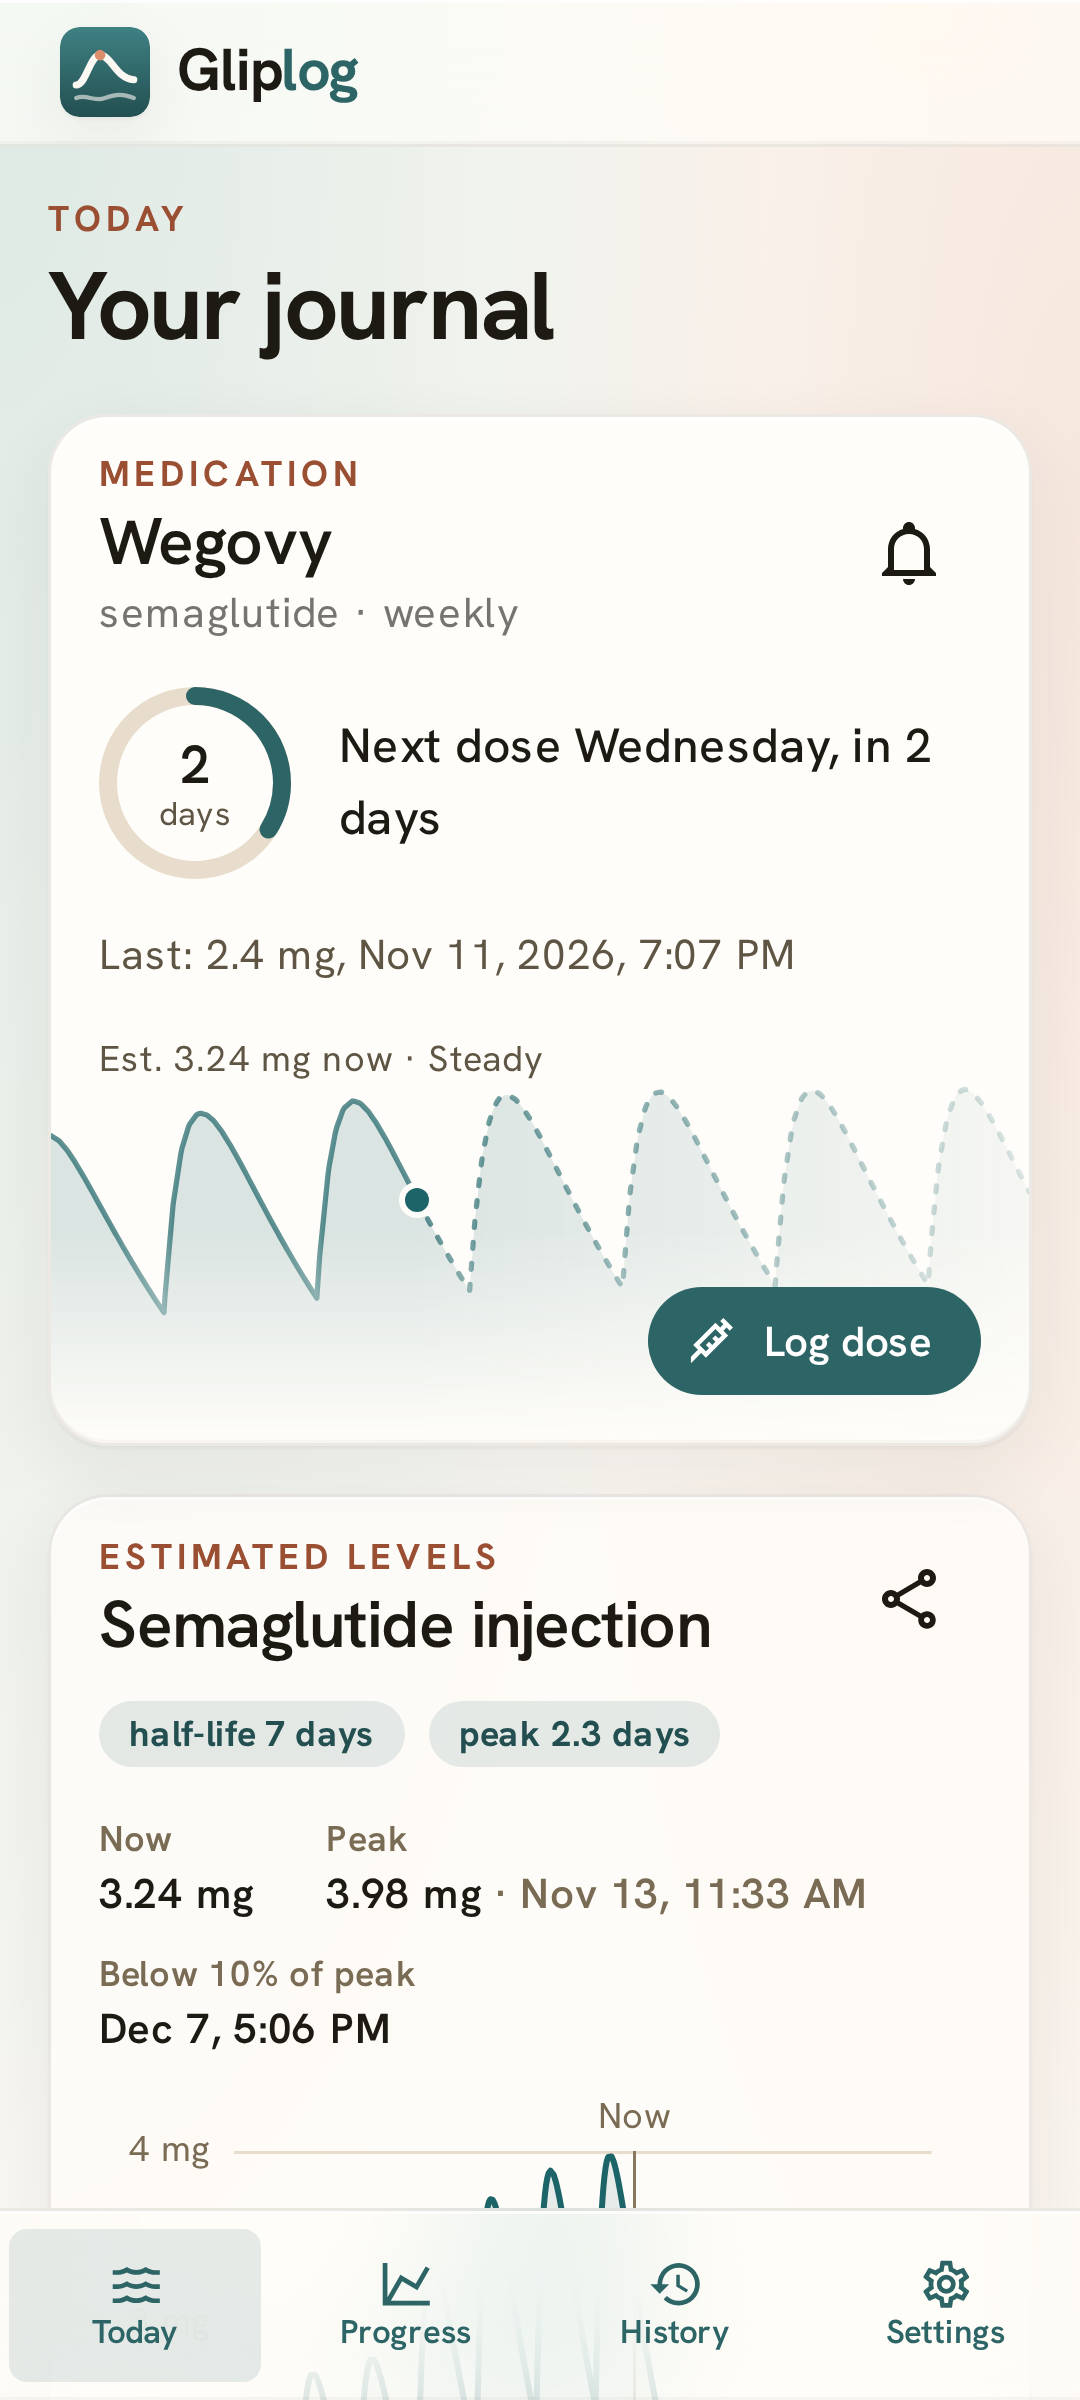 Gliplog
TODAY
Your journal
MEDICATION
Wegovy
semaglutide · weekly
2
days
Next dose Wednesday, in 2
days
Last: 2.4 mg, Nov 11, 2026, 7:07 PM
Est. 3.24 mg now · Steady
Log dose
ESTIMATED LEVELS
Semaglutide injection
half-life 7 days
peak 2.3 days
Now
Peak
3.24 mg
3.98 mg · Nov 13, 11:33 AM
Below 10% of peak
Dec 7, 5:06 PM
Now
4 mg
Today
Progress
History
Settings